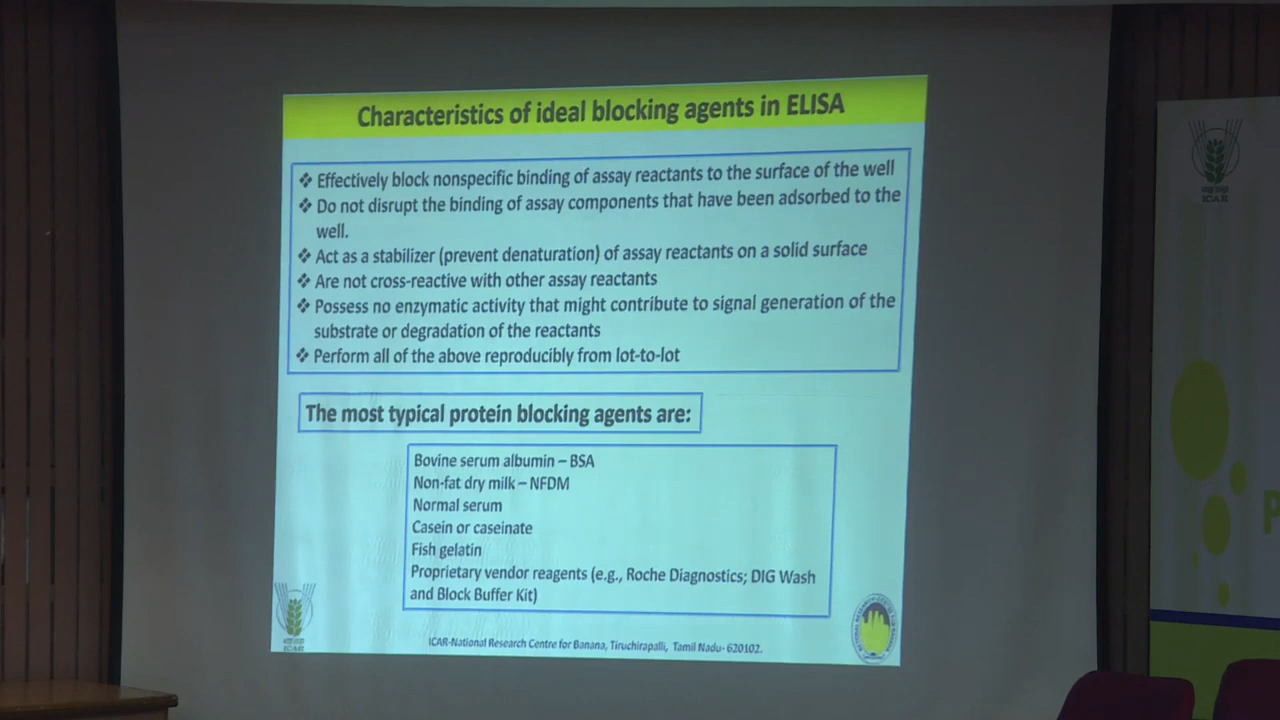 Characteristics of ideal blocking agents in ELISA
❖ Effectively block nonspecific binding of assay reactants to the surface of the well
❖ Do not disrupt the binding of assay components that have been adsorbed to the
well.
❖ Act as a stabilizer (prevent denaturation) of assay reactants on a solid surface
❖ Are not cross-reactive with other assay reactants
❖ Possess no enzymatic activity that might contribute to signal generation of the
substrate or degradation of the reactants
❖ Perform all of the above reproducibly from lot-to-lot
The most typical protein blocking agents are:
Bovine serum albumin – BSA
Non-fat dry milk – NFDM
Normal serum
Casein or caseinate
Fish gelatin
Proprietary vendor reagents (e.g., Roche Diagnostics; DIG Wash
and Block Buffer Kit)
ICAR
ICAR-National Research Centre for Banana, Tiruchirapalli, Tamil Nadu- 620102.
ICAR